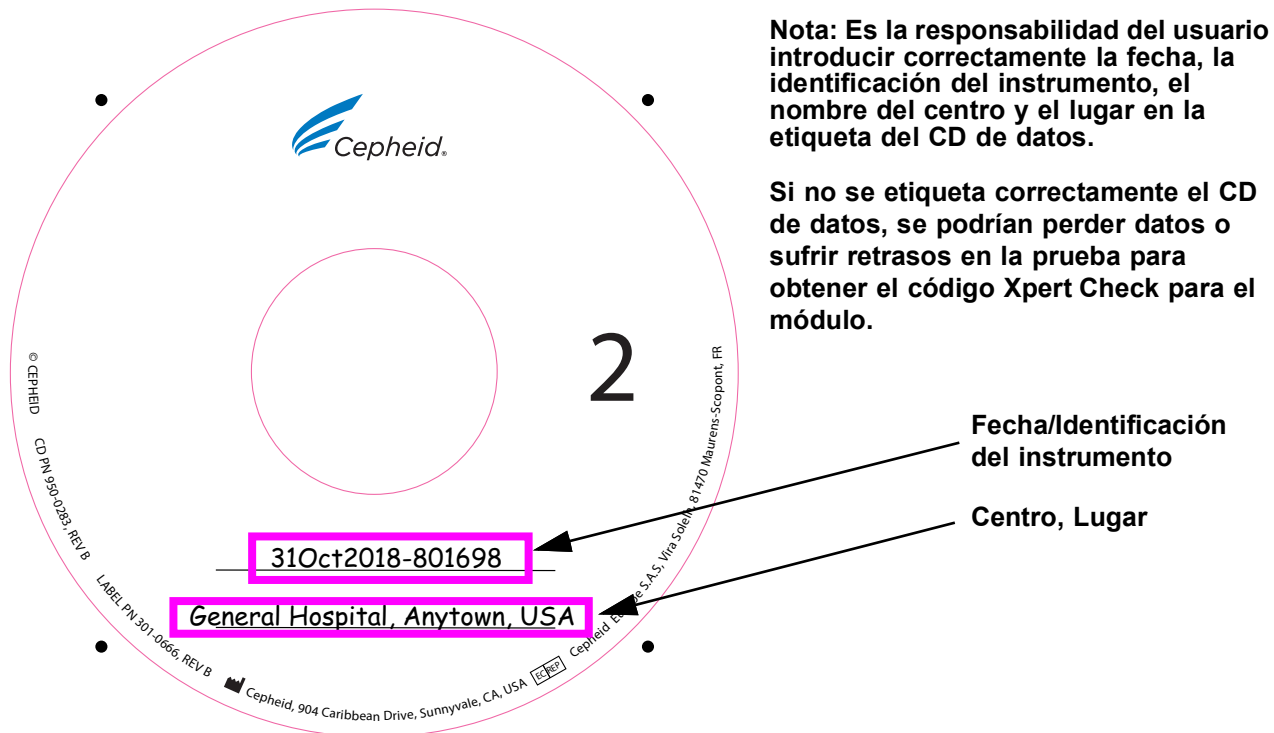 Nota: Es la responsabilidad del usuario
introducir correctamente la fecha, la
identificación del instrumento, el
nombre del centro y el lugar en la
etiqueta del CD de datos.
Si no se etiqueta correctamente el CD
de datos, se podrían perder datos o
sufrir retrasos en la prueba para
obtener el código Xpert Check para el
módulo.
Cepheid®
2
Fecha/Identificación
del instrumento
Centro, Lugar
31Oct2018-801698
General Hospital, Anytown, USA
© CEPHEID CD PN 950-0283, REV B LABEL PN 301-0666, REV B Cepheid, 904 Caribbean Drive, Sunnyvale, CA, USA EC REP Cepheid S.A.S, Vira Solelh, 81470 Maurens-Scopont, FR